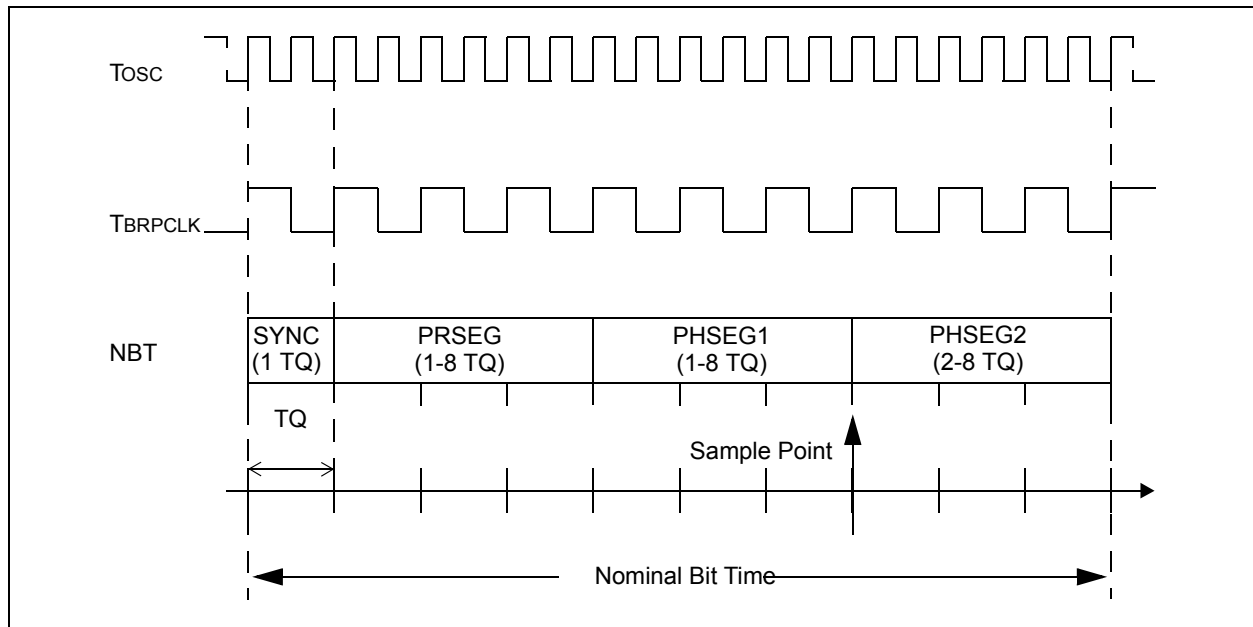 TOSC
TBRPCLK
NBT
SYNC
(1 TQ)
PRSEG
(1-8 TQ)
PHSEG1
(1-8 TQ)
PHSEG2
(2-8 TQ)
TQ
Sample Point
Nominal Bit Time